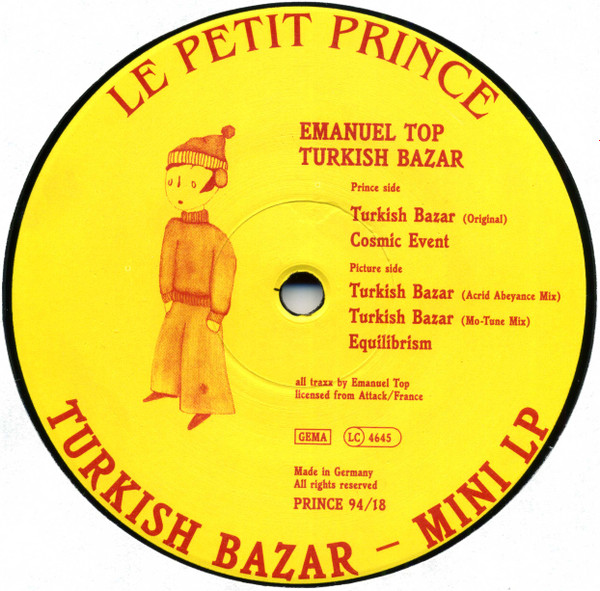 LE PETIT PRINCE
EMANUEL TOP
TURKISH BAZAR
Prince side
Turkish Bazar (Original)
Cosmic Event
Picture side
Turkish Bazar (Acrid Abeyance Mix)
Turkish Bazar (Mo-Tune Mix)
Equilibrism
all traxx by Emanuel Top
licensed from Attack/France
GEMA LC 4645
Made in Germany
All rights reserved
PRINCE 94/18
TURKISH BAZAR – MINI LP